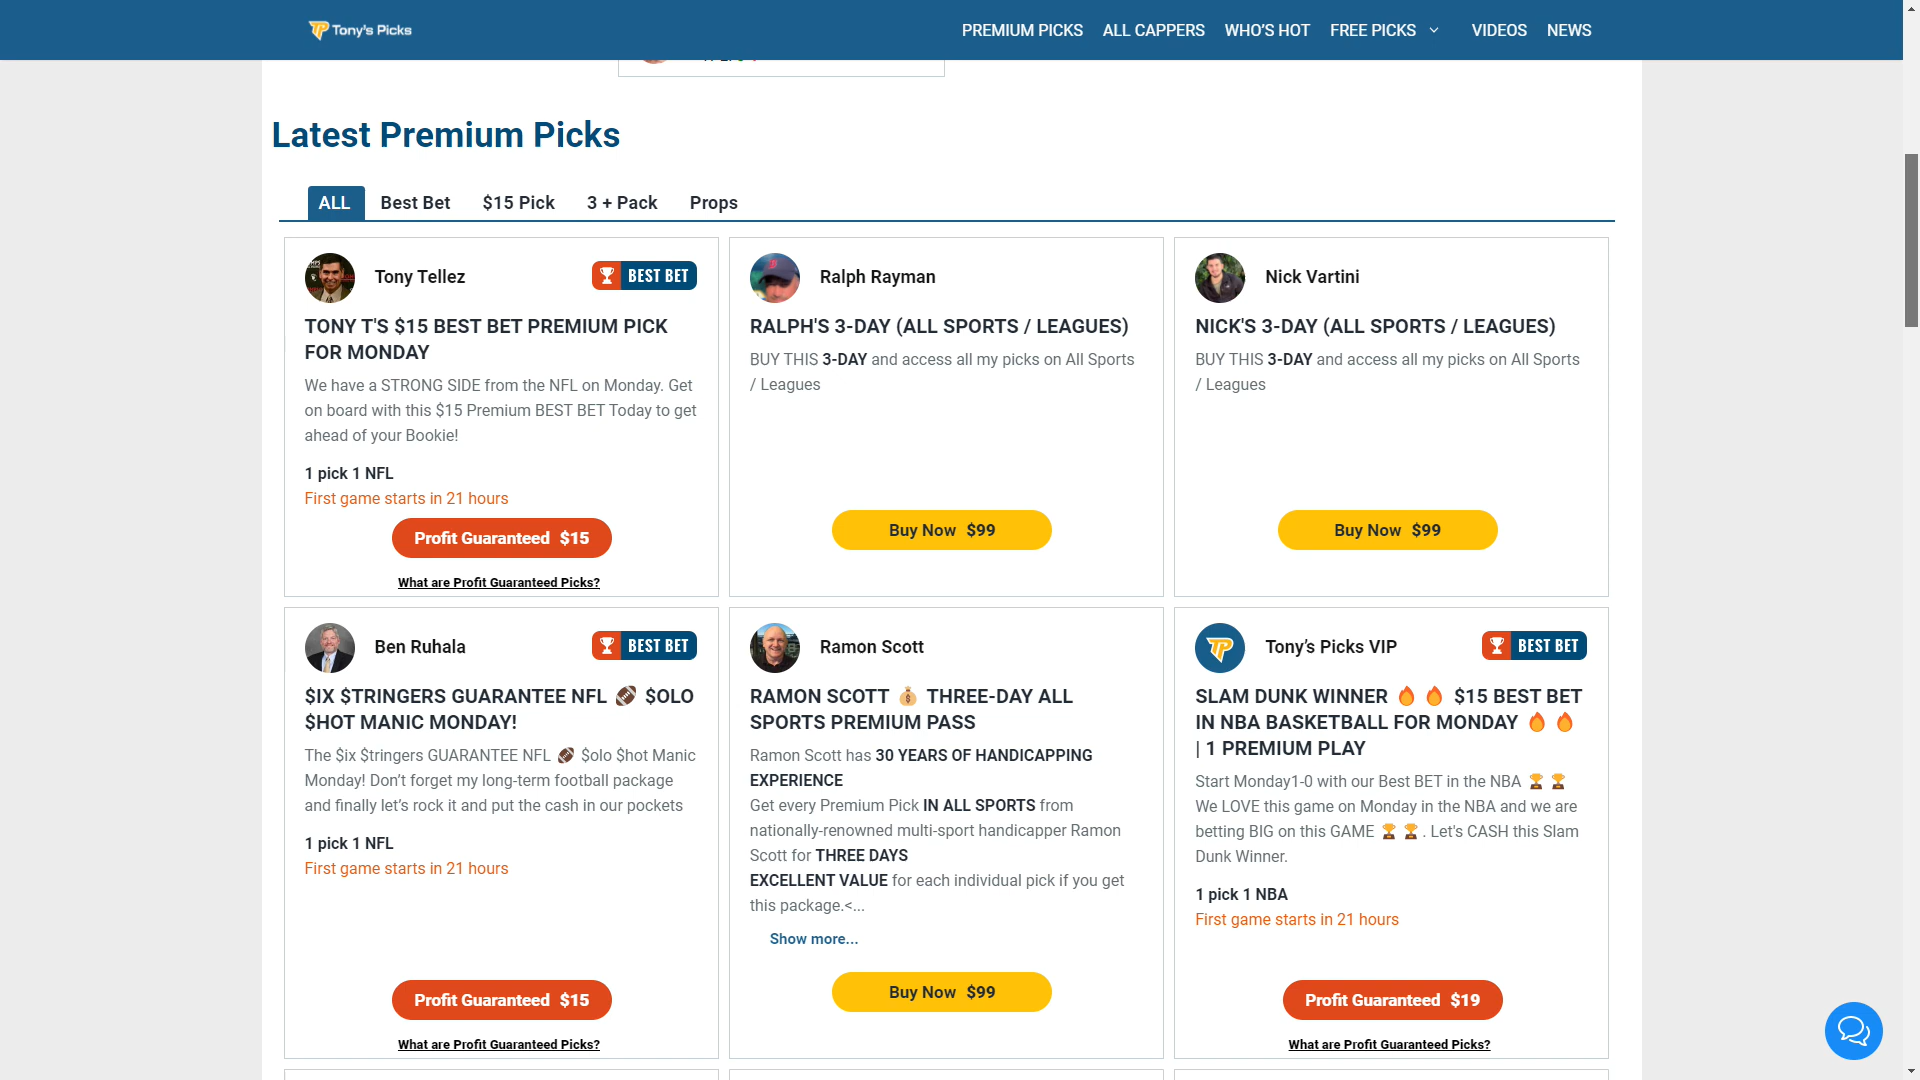 Tony's Picks
PREMIUM PICKS
ALL CAPPERS
WHO'S HOT
FREE PICKS
VIDEOS
NEWS
Latest Premium Picks
ALL
Best Bet
$15 Pick
3 + Pack
Props
Tony Tellez
BEST BET
TONY T'S $15 BEST BET PREMIUM PICK
FOR MONDAY
We have a STRONG SIDE from the NFL on Monday. Get
on board with this $15 Premium BEST BET Today to get
ahead of your Bookie!
1 pick 1 NFL
First game starts in 21 hours
Profit Guaranteed $15
What are Profit Guaranteed Picks?
Ralph Rayman
RALPH'S 3-DAY (ALL SPORTS / LEAGUES)
BUY THIS 3-DAY and access all my picks on All Sports
/ Leagues
Buy Now $99
Nick Vartini
NICK'S 3-DAY (ALL SPORTS / LEAGUES)
BUY THIS 3-DAY and access all my picks on All Sports
/ Leagues
Buy Now $99
Ben Ruhala
BEST BET
$IX $TRINGERS GUARANTEE NFL 🏈 $OLO
$HOT MANIC MONDAY!
The $ix $tringers GUARANTEE NFL 🏈 $olo $hot Manic
Monday! Don’t forget my long-term football package
and finally let’s rock it and put the cash in our pockets
1 pick 1 NFL
First game starts in 21 hours
Profit Guaranteed $15
What are Profit Guaranteed Picks?
Ramon Scott
RAMON SCOTT 💰 THREE-DAY ALL
SPORTS PREMIUM PASS
Ramon Scott has 30 YEARS OF HANDICAPPING
EXPERIENCE
Get every Premium Pick IN ALL SPORTS from
nationally-renowned multi-sport handicapper Ramon
Scott for THREE DAYS
EXCELLENT VALUE for each individual pick if you get
this package.<...
Show more...
Buy Now $99
Tony’s Picks VIP
BEST BET
SLAM DUNK WINNER 🔥 🔥 $15 BEST BET
IN NBA BASKETBALL FOR MONDAY 🔥 🔥
| 1 PREMIUM PLAY
Start Monday1-0 with our Best BET in the NBA 🏆 🏆
We LOVE this game on Monday in the NBA and we are
betting BIG on this GAME 🏆 🏆 . Let's CASH this Slam
Dunk Winner.
1 pick 1 NBA
First game starts in 21 hours
Profit Guaranteed $19
What are Profit Guaranteed Picks?